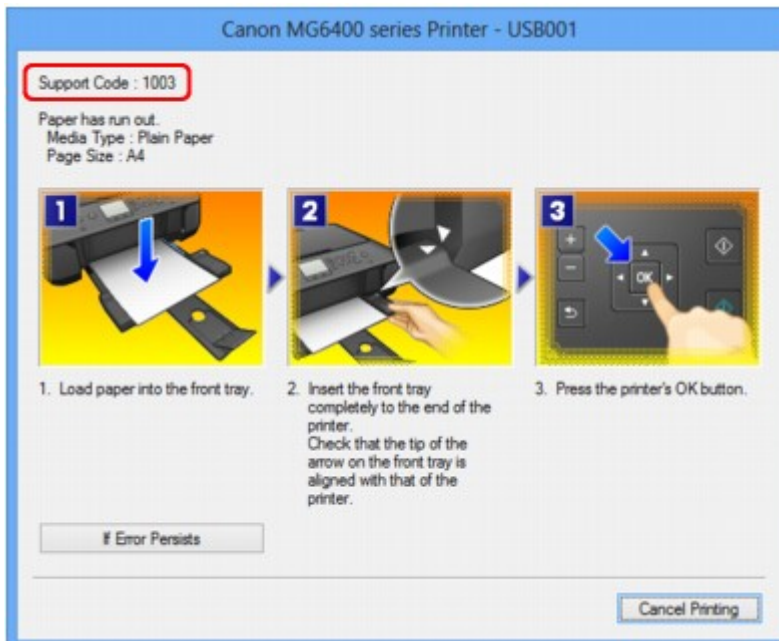 Canon MG6400 series Printer - USB001
Support Code : 1003
Paper has run out.
Media Type : Plain Paper
Page Size : A4
1
2
3
+
-
OK
1. Load paper into the front tray.
2. Insert the front tray
completely to the end of the
printer.
Check that the tip of the
arrow on the front tray is
aligned with that of the
printer.
3. Press the printer's OK button.
If Error Persists
Cancel Printing